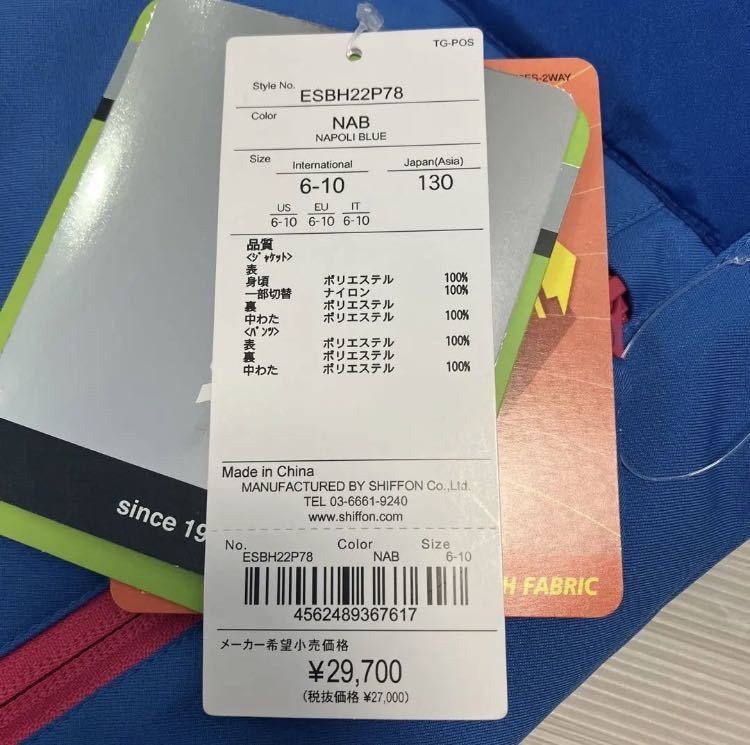 TG-POS
Style No. ESBH22P78
Color NAB
NAPOLI BLUE
Size International Japan(Asia)
6-10 130
US EU IT
6-10 6-10 6-10
品質
<ジャケット>
表
身頃 ポリエステル 100%
一部切替 ナイロン 100%
裏 ポリエステル
中わた ポリエステル 100%
<パンツ>
表 ポリエステル 100%
裏 ポリエステル
中わた ポリエステル 100%
Made in China
MANUFACTURED BY SHIFFON Co.,Ltd.
TEL 03-6661-9240
www.shiffon.com
No. Color Size
ESBH22P78 NAB 6-10
4562489367617
メーカー希望小売価格
¥29,700
(税抜価格 ¥27,000)
-2WAY
since 19
H FABRIC